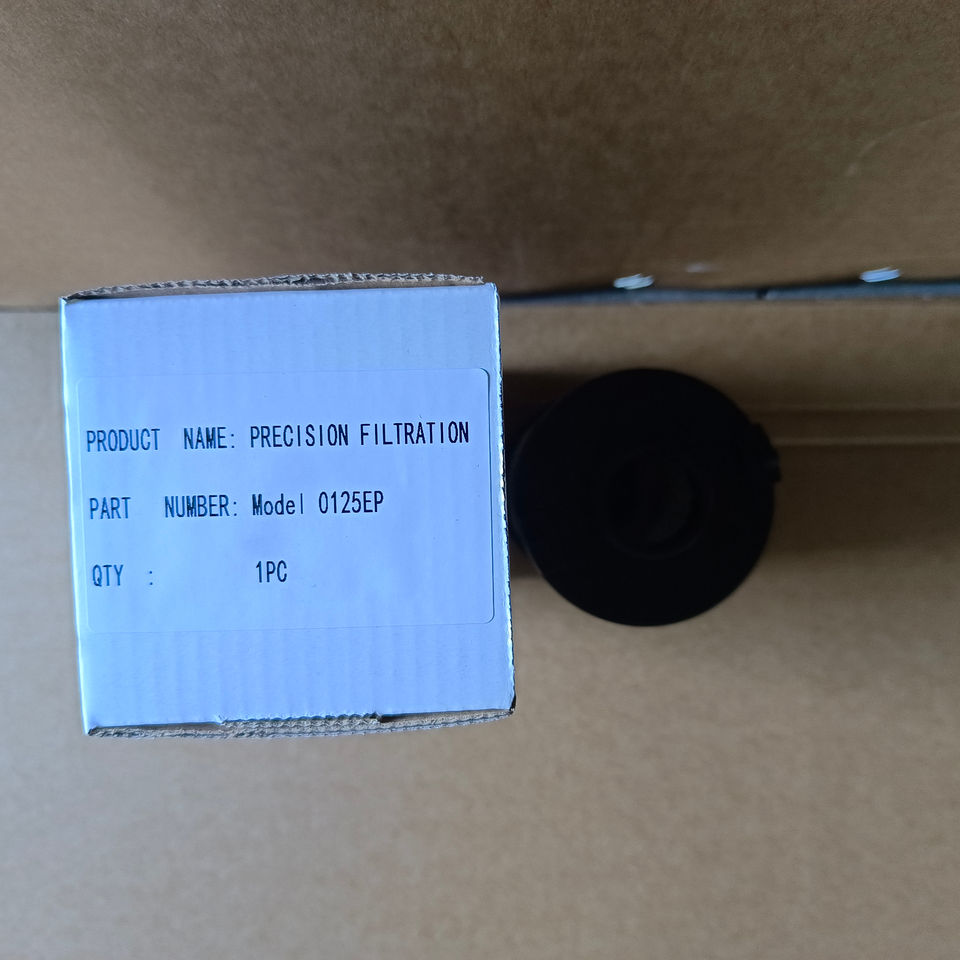 PRODUCT NAME: PRECISION FILTRATION
PART NUMBER: Model 0125EP
QTY : 1PC